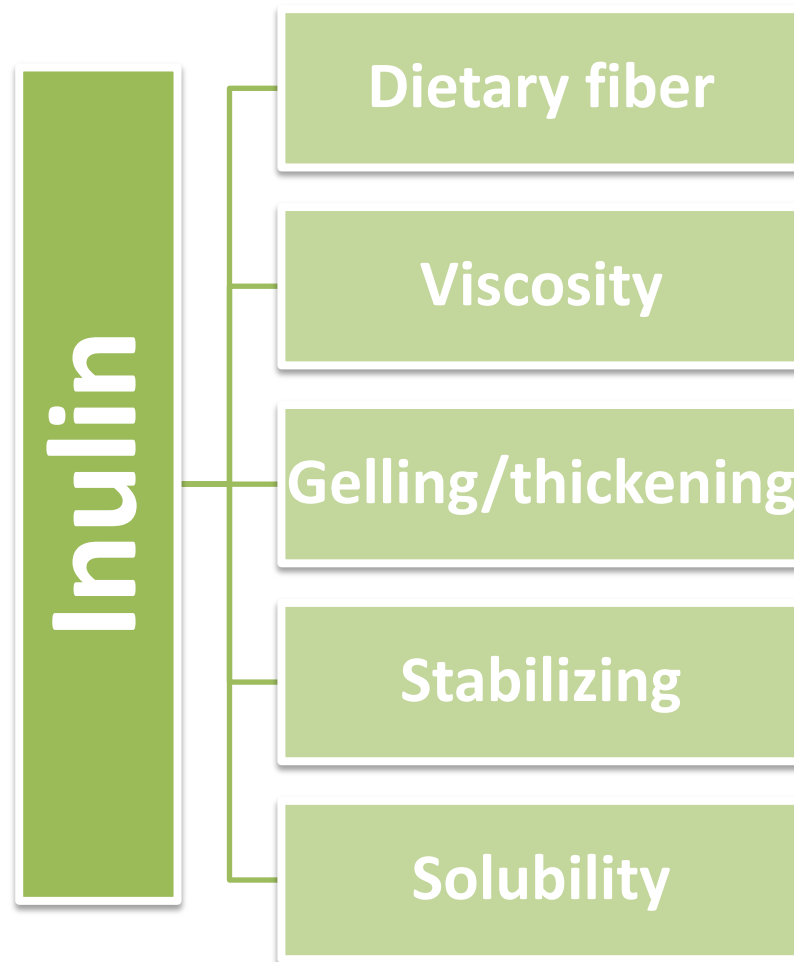 Inulin
Dietary fiber
Viscosity
Gelling/thickening
Stabilizing
Solubility